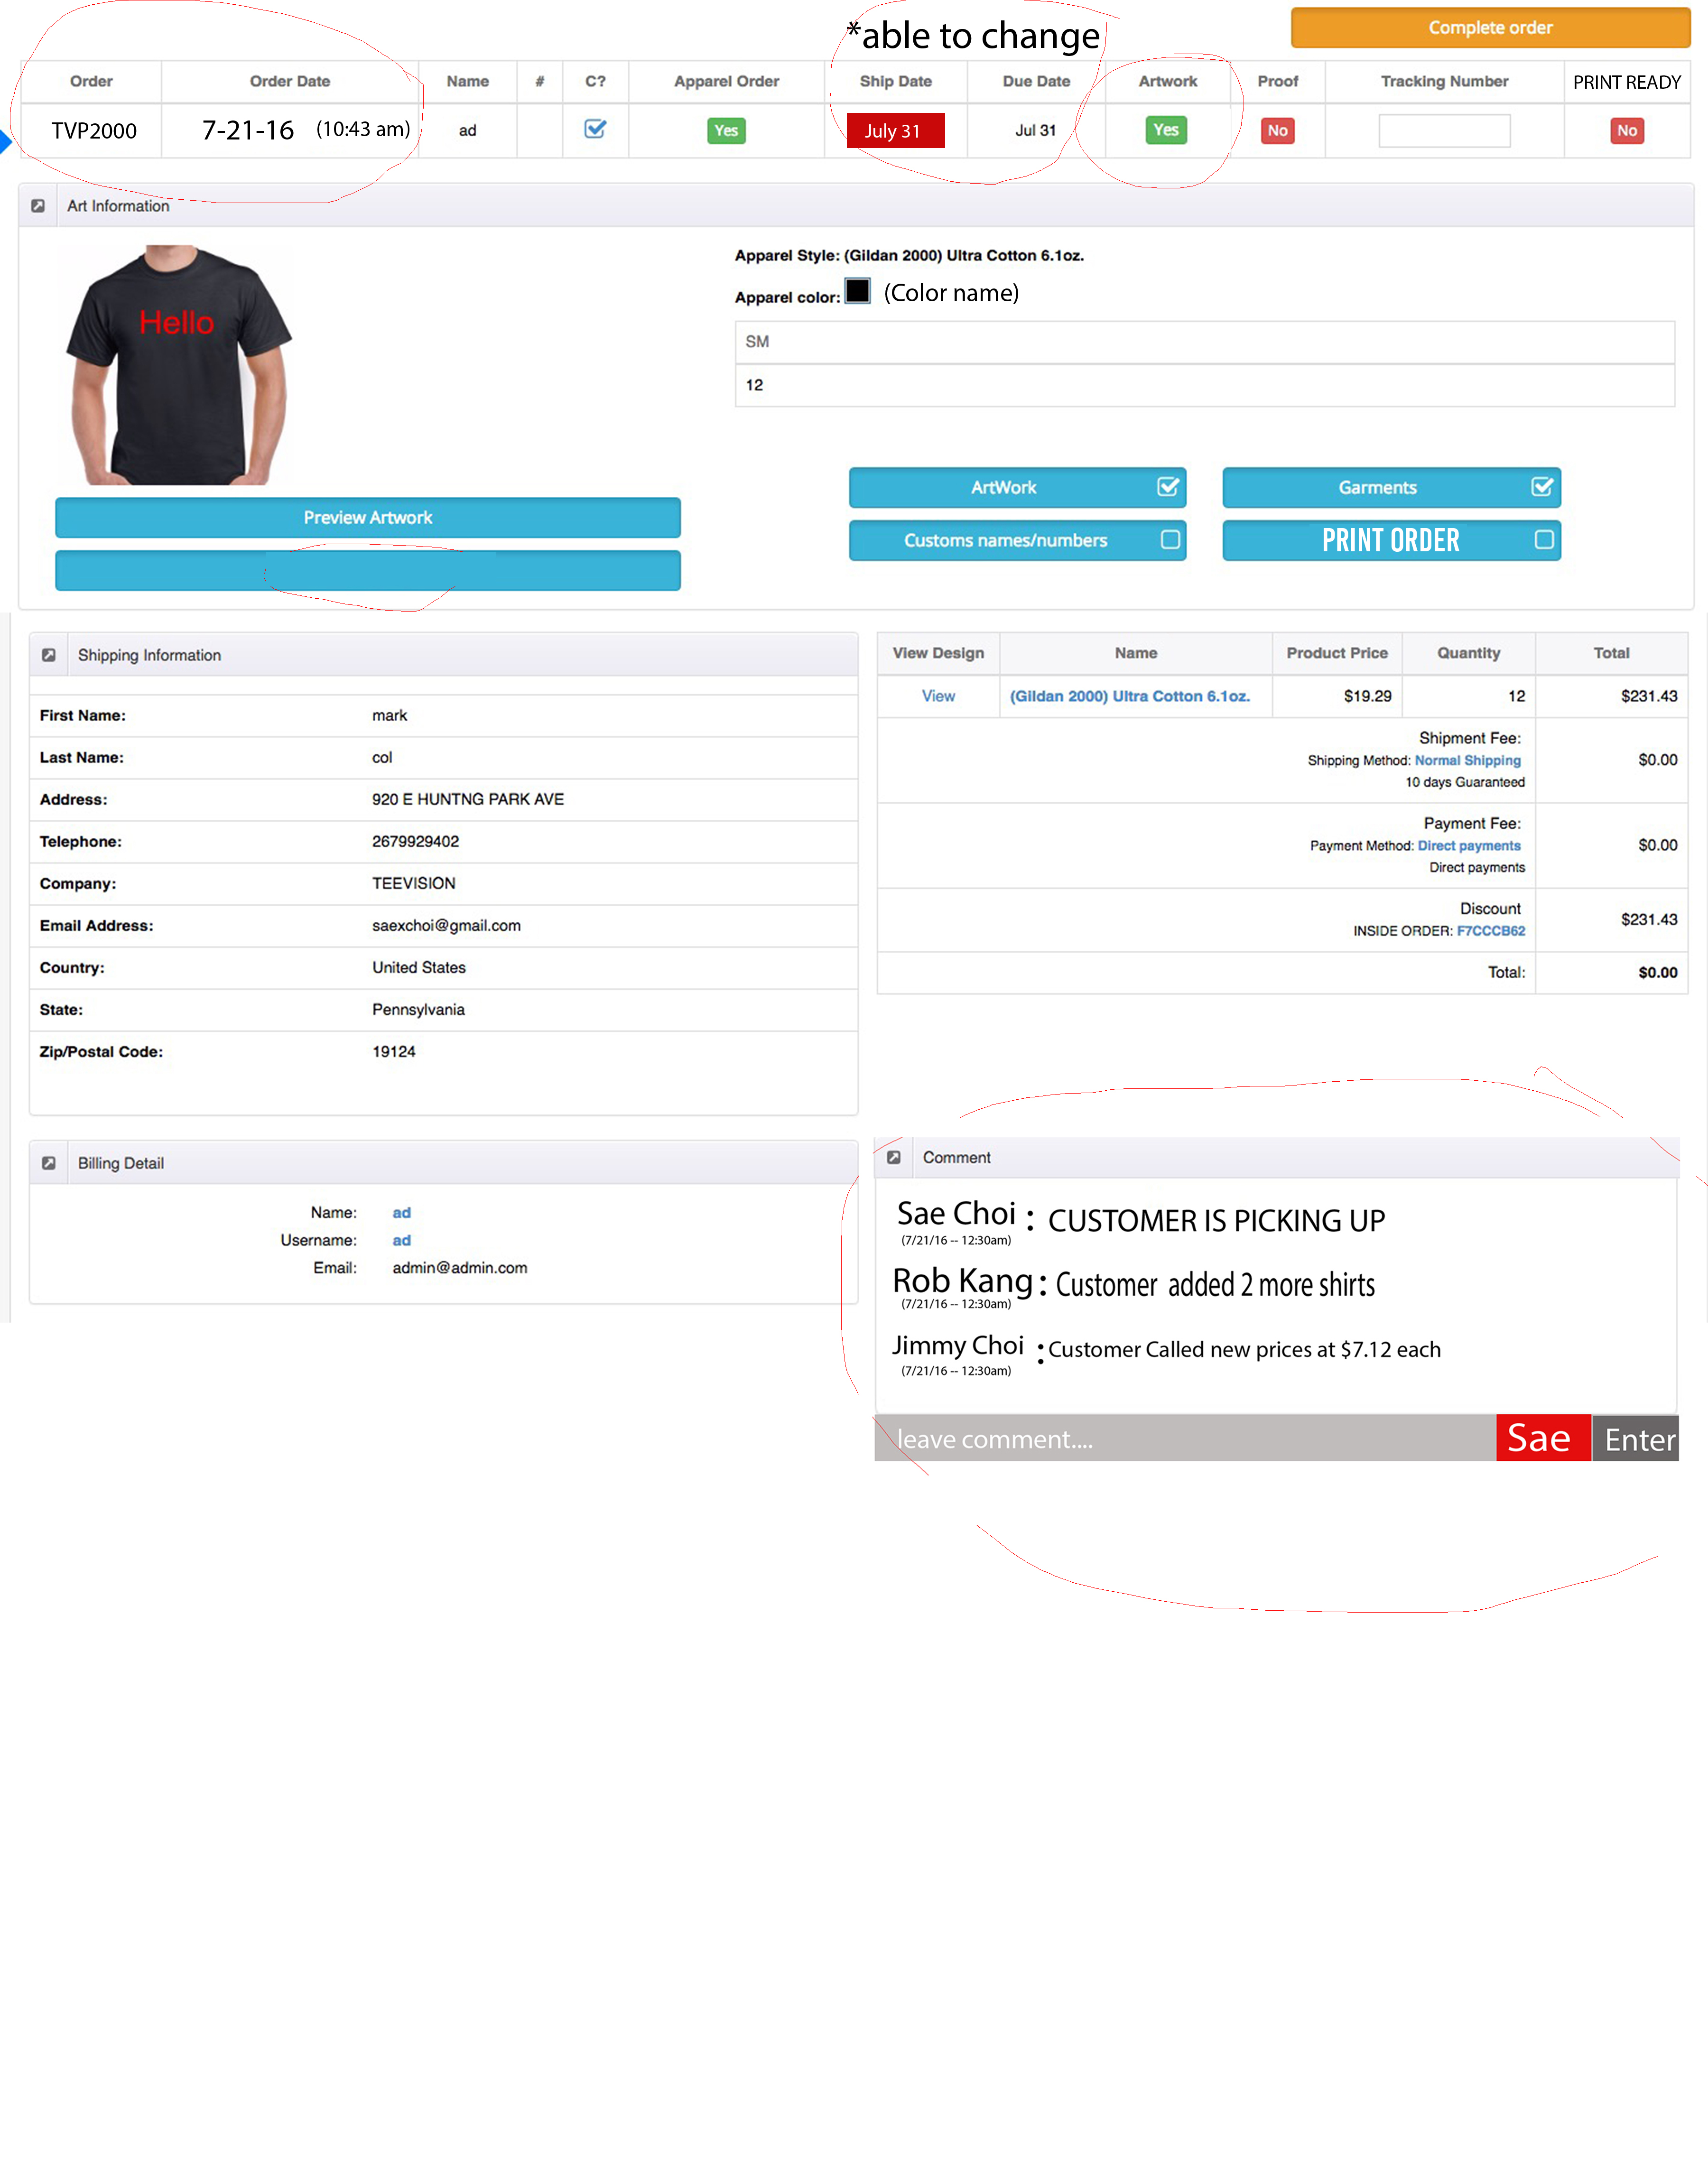 *able to change
Complete order
Order Order Date Name # C? Apparel Order Ship Date Due Date Artwork Proof Tracking Number PRINT READY
TVP2000 7-21-16 (10:43 am) ad Yes July 31 Jul 31 Yes No No
Art Information
Hello
Apparel Style: (Gildan 2000) Ultra Cotton 6.1oz.
Apparel color: (Color name)
SM
12
Preview Artwork
ArtWork Garments
Customs names/numbers PRINT ORDER
Shipping Information
First Name: mark
Last Name: col
Address: 920 E HUNTNG PARK AVE
Telephone: 2679929402
Company: TEEVISION
Email Address: saexchoi@gmail.com
Country: United States
State: Pennsylvania
Zip/Postal Code: 19124
View Design Name Product Price Quantity Total
View (Gildan 2000) Ultra Cotton 6.1oz. $19.29 12 $231.43
Shipment Fee:
Shipping Method: Normal Shipping $0.00
10 days Guaranteed
Payment Fee:
Payment Method: Direct payments $0.00
Direct payments
Discount
INSIDE ORDER: F7CCCB62 $231.43
Total: $0.00
Billing Detail
Name: ad
Username: ad
Email: admin@admin.com
Comment
Sae Choi : CUSTOMER IS PICKING UP
(7/21/16 -- 12:30am)
Rob Kang : Customer added 2 more shirts
(7/21/16 -- 12:30am)
Jimmy Choi : Customer Called new prices at $7.12 each
(7/21/16 -- 12:30am)
leave comment.... Sae Enter